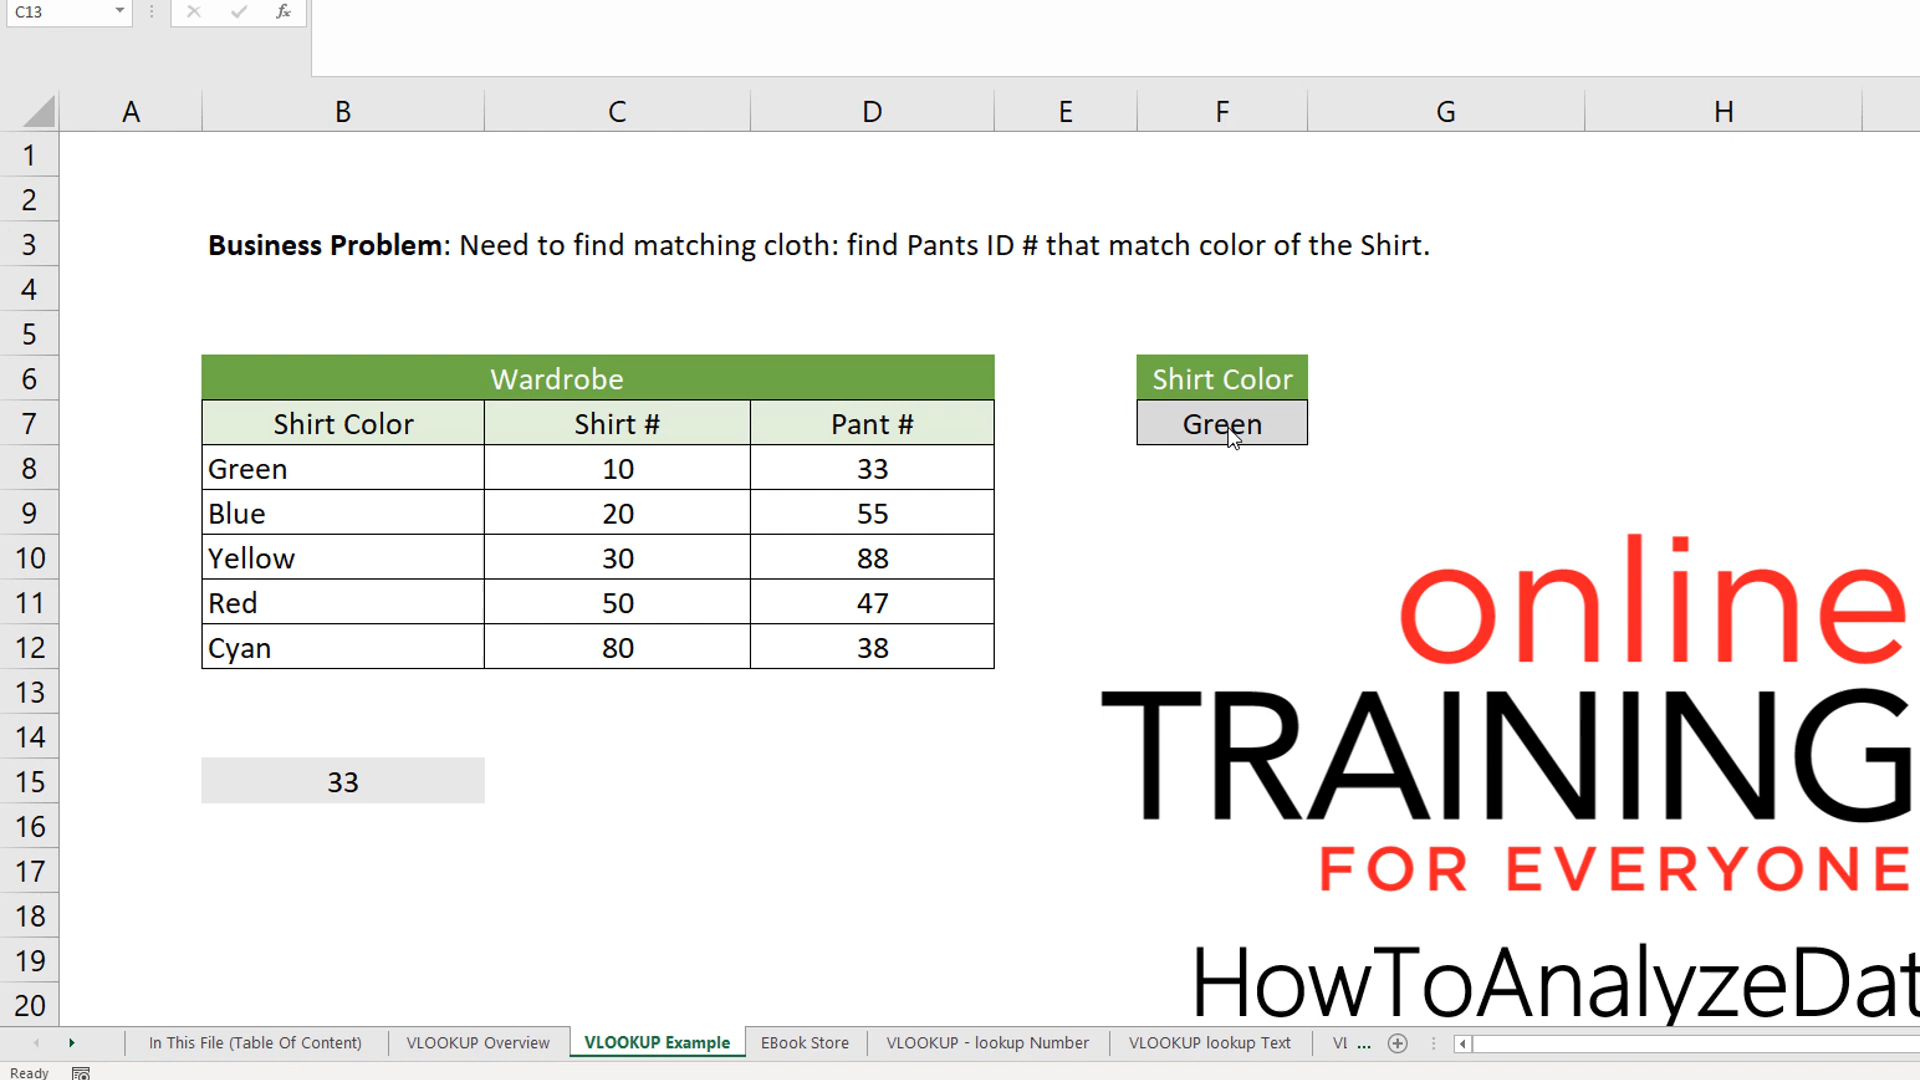 C13
fx
A B C D E F G H
1
2
3 Business Problem: Need to find matching cloth: find Pants ID # that match color of the Shirt.
4
5
6 Wardrobe Shirt Color
7 Shirt Color Shirt # Pant # Green
8 Green 10 33
9 Blue 20 55
10 Yellow 30 88
11 Red 50 47
12 Cyan 80 38
13
14
15 33
16
17
18
19
20
online
TRAINING
FOR EVERYONE
HowToAnalyzeDat
In This File (Table Of Content) VLOOKUP Overview VLOOKUP Example EBook Store VLOOKUP - lookup Number VLOOKUP lookup Text VL ...
Ready